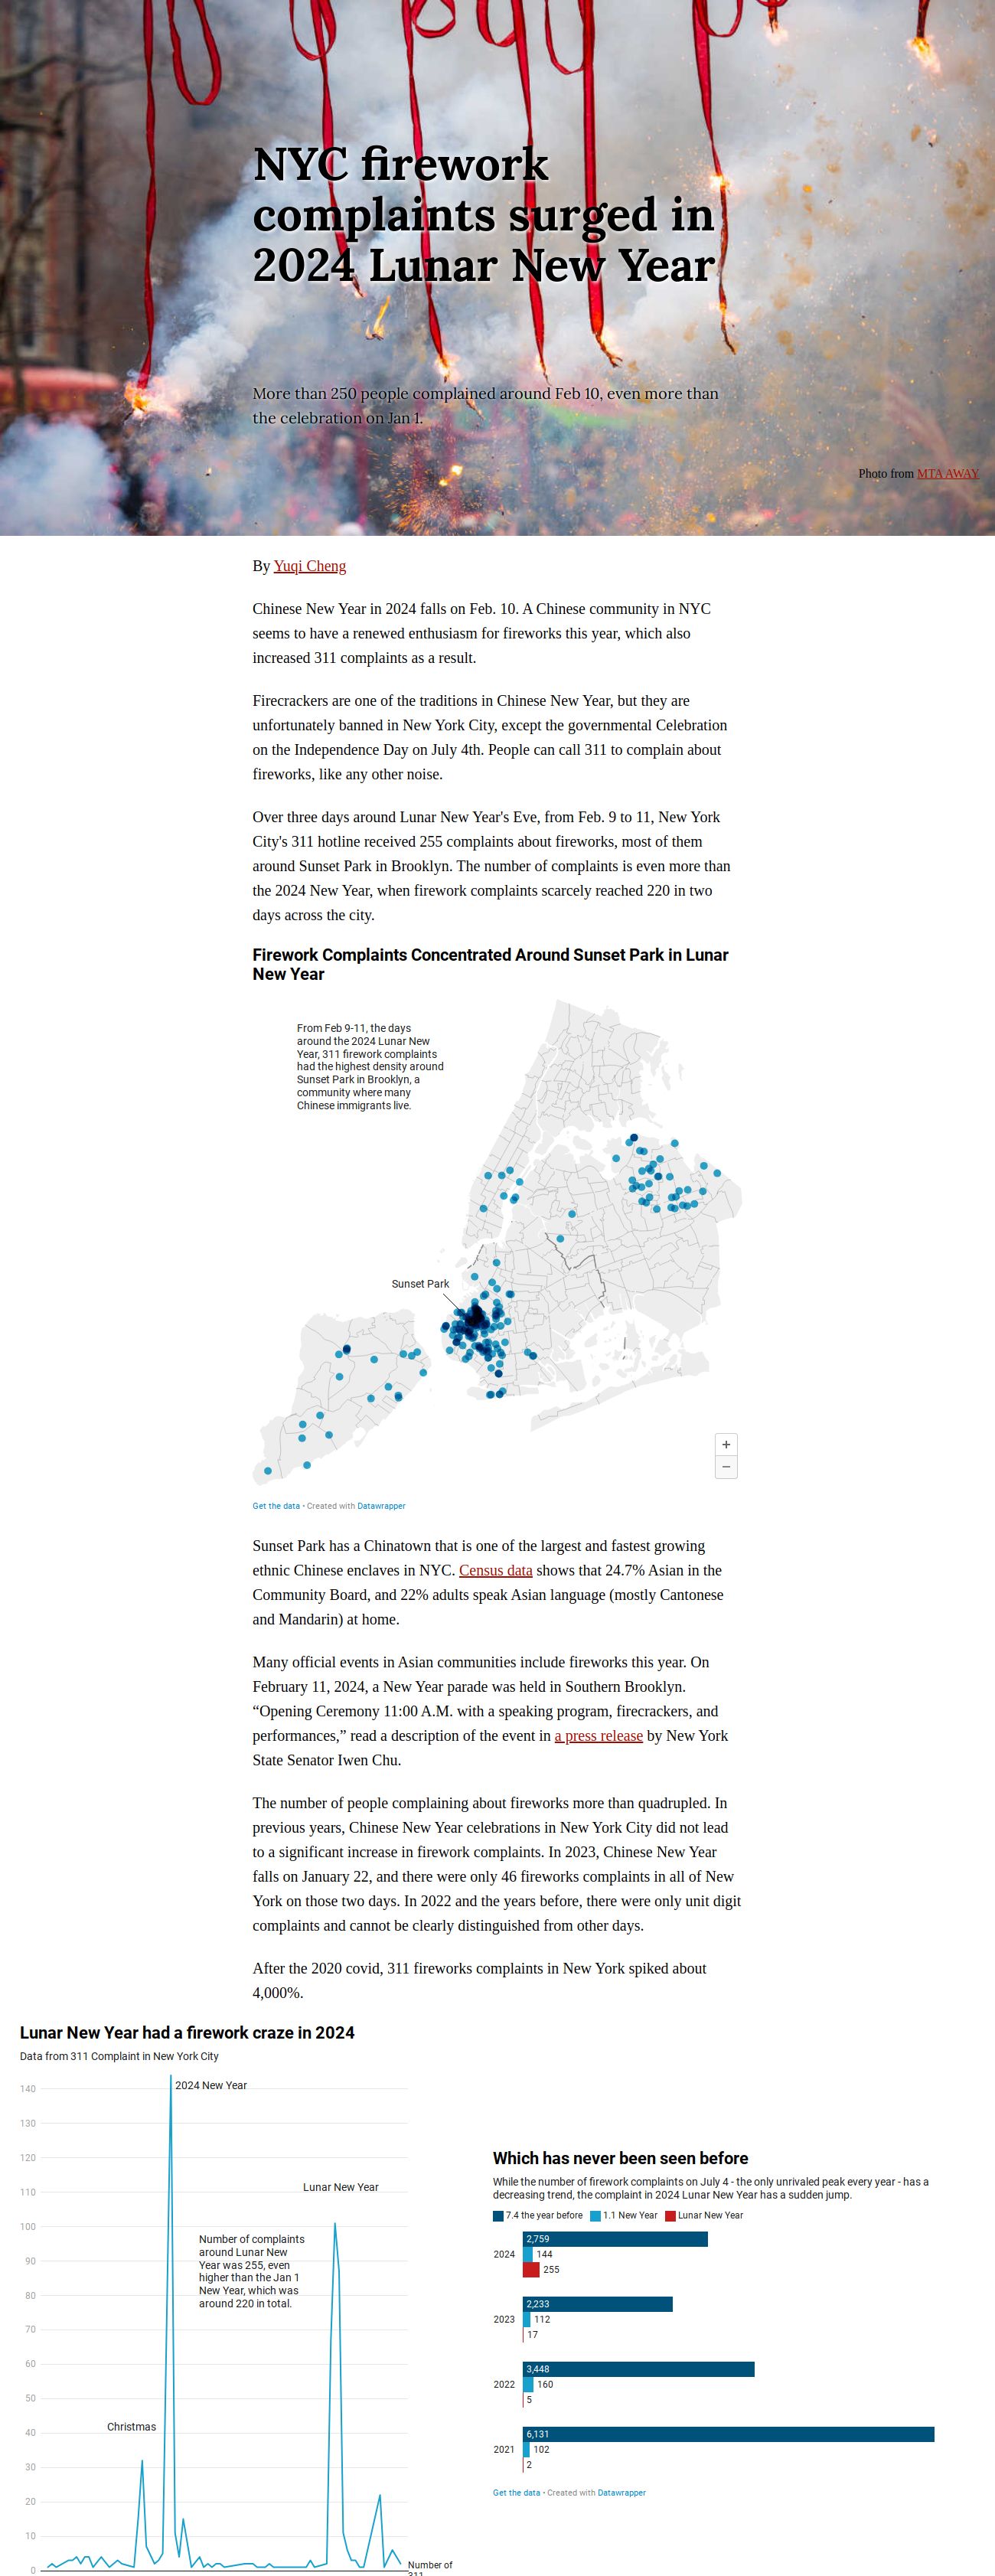 NYC firework
complaints surged in
2024 Lunar New Year
More than 250 people complained around Feb 10, even more than
the celebration on Jan 1.
Photo from MTA AWAY
By Yuqi Cheng
Chinese New Year in 2024 falls on Feb. 10. A Chinese community in NYC
seems to have a renewed enthusiasm for fireworks this year, which also
increased 311 complaints as a result.
Firecrackers are one of the traditions in Chinese New Year, but they are
unfortunately banned in New York City, except the governmental Celebration
on the Independence Day on July 4th. People can call 311 to complain about
fireworks, like any other noise.
Over three days around Lunar New Year's Eve, from Feb. 9 to 11, New York
City's 311 hotline received 255 complaints about fireworks, most of them
around Sunset Park in Brooklyn. The number of complaints is even more than
the 2024 New Year, when firework complaints scarcely reached 220 in two
days across the city.
Firework Complaints Concentrated Around Sunset Park in Lunar
New Year
From Feb 9-11, the days
around the 2024 Lunar New
Year, 311 firework complaints
had the highest density around
Sunset Park in Brooklyn, a
community where many
Chinese immigrants live.
Sunset Park
+
−
Get the data • Created with Datawrapper
Sunset Park has a Chinatown that is one of the largest and fastest growing
ethnic Chinese enclaves in NYC. Census data shows that 24.7% Asian in the
Community Board, and 22% adults speak Asian language (mostly Cantonese
and Mandarin) at home.
Many official events in Asian communities include fireworks this year. On
February 11, 2024, a New Year parade was held in Southern Brooklyn.
“Opening Ceremony 11:00 A.M. with a speaking program, firecrackers, and
performances,” read a description of the event in a press release by New York
State Senator Iwen Chu.
The number of people complaining about fireworks more than quadrupled. In
previous years, Chinese New Year celebrations in New York City did not lead
to a significant increase in firework complaints. In 2023, Chinese New Year
falls on January 22, and there were only 46 fireworks complaints in all of New
York on those two days. In 2022 and the years before, there were only unit digit
complaints and cannot be clearly distinguished from other days.
After the 2020 covid, 311 fireworks complaints in New York spiked about
4,000%.
Lunar New Year had a firework craze in 2024
Data from 311 Complaint in New York City
140
2024 New Year
130
120
110
Lunar New Year
100
Number of complaints
around Lunar New
Year was 255, even
higher than the Jan 1
New Year, which was
around 220 in total.
90
80
70
60
50
40
Christmas
30
20
10
0
Number of
311
Which has never been seen before
While the number of firework complaints on July 4 - the only unrivaled peak every year - has a
decreasing trend, the complaint in 2024 Lunar New Year has a sudden jump.
7.4 the year before 1.1 New Year Lunar New Year
2,759
2024 144
255
2,233
2023 112
17
3,448
2022 160
5
6,131
2021 102
2
Get the data • Created with Datawrapper